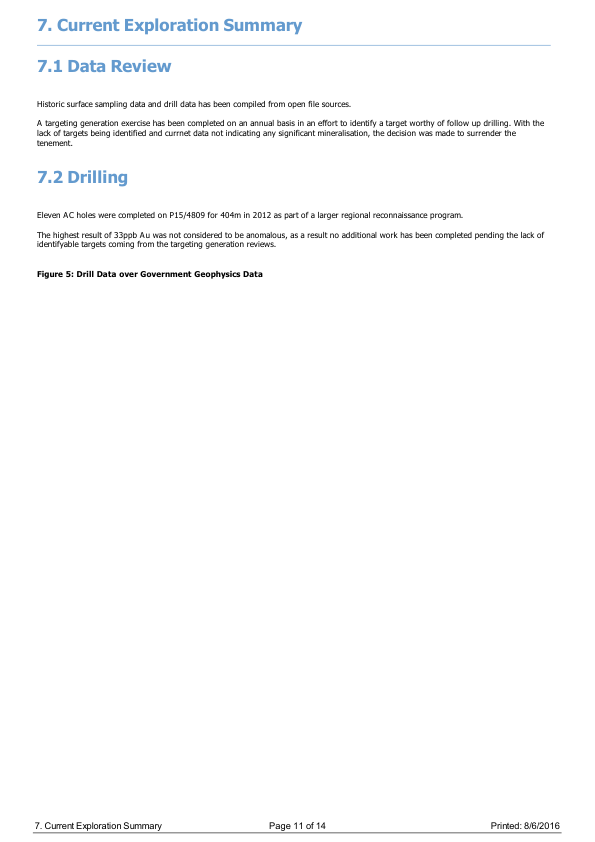 7. Current Exploration Summary
7.1 Data Review
Historic surface sampling data and drill data has been compiled from open file sources.
A targeting generation exercise has been completed on an annual basis in an effort to identify a target worthy of follow up drilling. With the
lack of targets being identified and currnet data not indicating any significant mineralisation, the decision was made to surrender the
tenement.
7.2 Drilling
Eleven AC holes were completed on P15/4809 for 404m in 2012 as part of a larger regional reconnaissance program.
The highest result of 33ppb Au was not considered to be anomalous, as a result no additional work has been completed pending the lack of
identifyable targets coming from the targeting generation reviews.
Figure 5: Drill Data over Government Geophysics Data
7. Current Exploration Summary Page 11 of 14 Printed: 8/6/2016